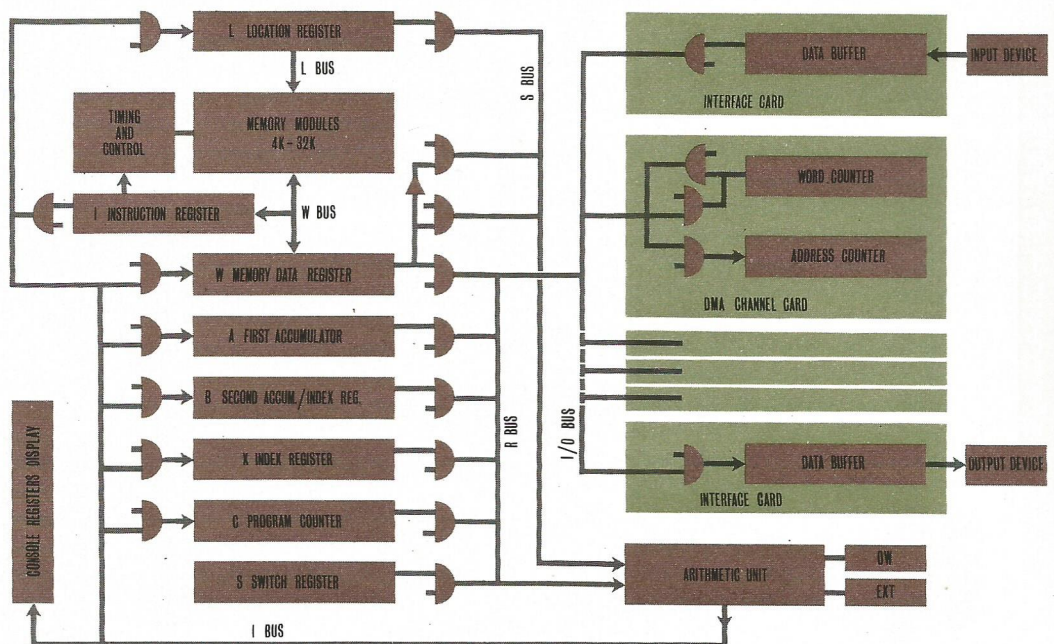 L LOCATION REGISTER
L BUS
TIMING
AND
CONTROL
MEMORY MODULES
4K-32K
I INSTRUCTION REGISTER
W BUS
W MEMORY DATA REGISTER
A FIRST ACCUMULATOR
B SECOND ACCUM./INDEX REG.
X INDEX REGISTER
C PROGRAM COUNTER
S SWITCH REGISTER
CONSOLE REGISTERS DISPLAY
I BUS
S BUS
R BUS
I/O BUS
DATA BUFFER
INPUT DEVICE
INTERFACE CARD
WORD COUNTER
ADDRESS COUNTER
DMA CHANNEL CARD
DATA BUFFER
OUTPUT DEVICE
INTERFACE CARD
ARITHMETIC UNIT
OW
EXT